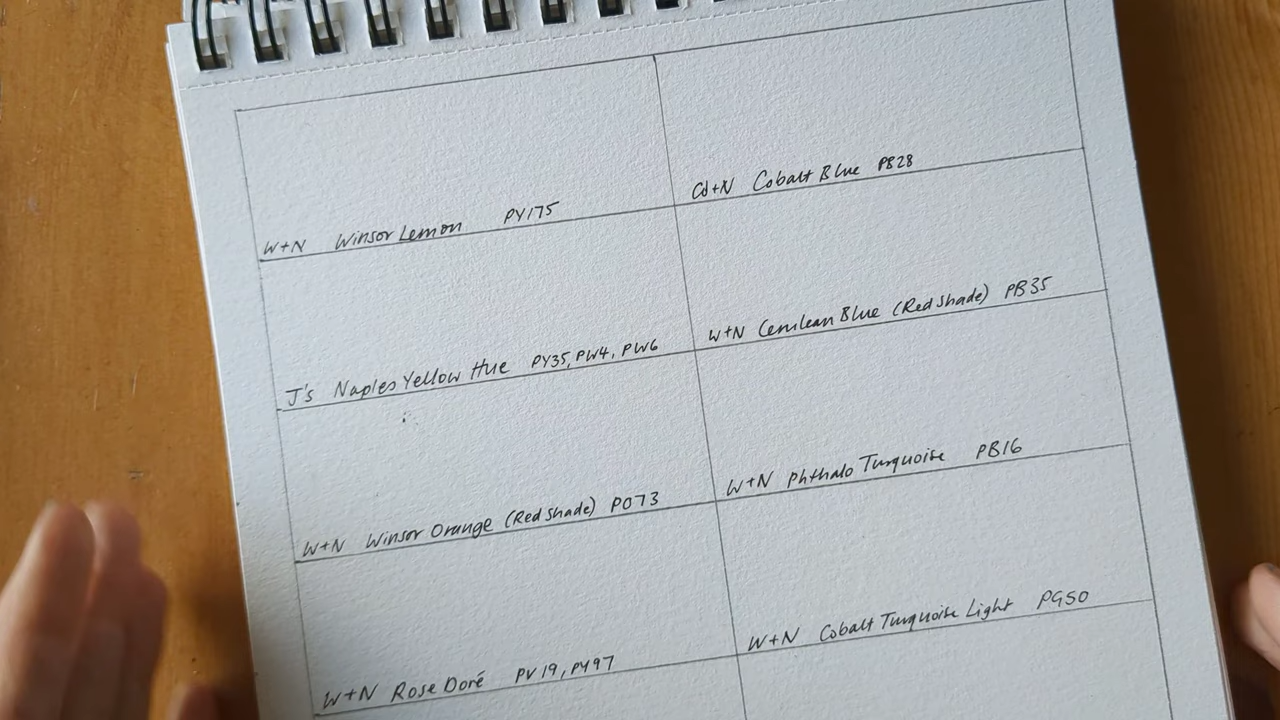 W+N Winsor Lemon PY175
Cd+N Cobalt Blue PB28
J's Naples Yellow Hue PY35, PW4, PW6
W+N Cerulean Blue (Red Shade) PB35
W+N Winsor Orange (Red Shade) PO73
W+N Phthalo Turquoise PB16
W+N Rose Doré PV19, PY97
W+N Cobalt Turquoise Light PG50